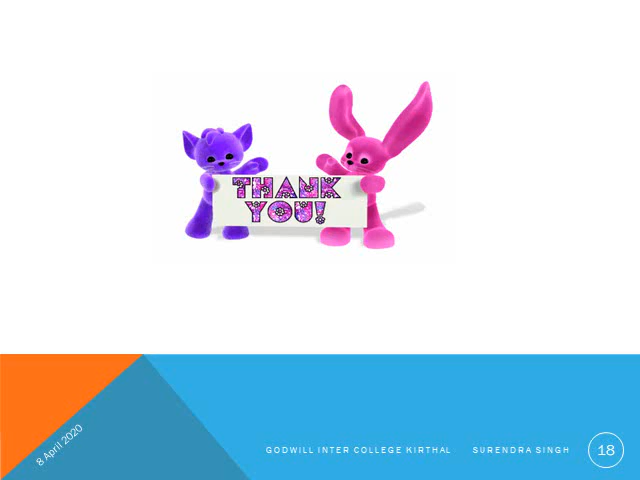 THANK
YOU!
8 April 2020
GODWILL INTER COLLEGE KIRTHAL SURENDRA SINGH
18